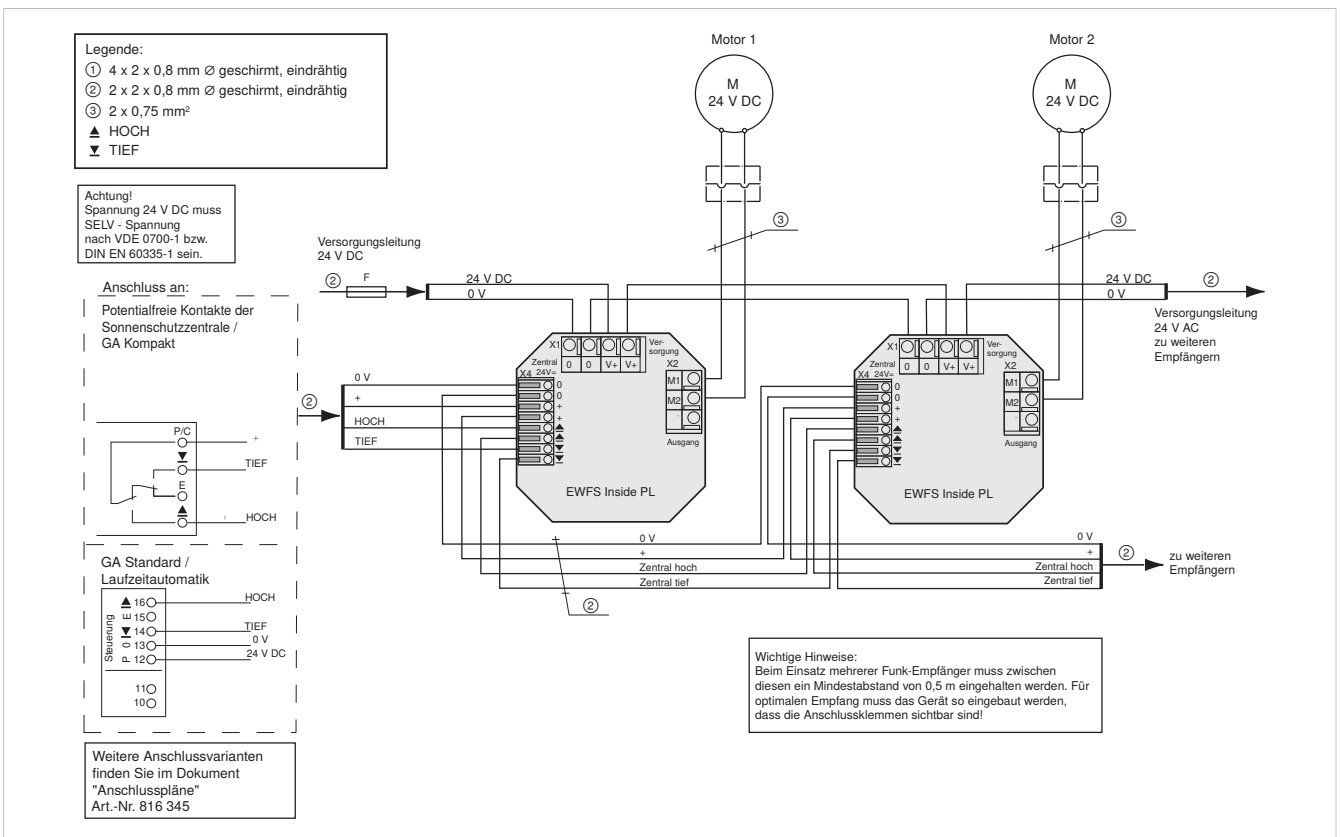 Legende:
① 4 x 2 x 0,8 mm Ø geschirmt, eindrähtig
② 2 x 2 x 0,8 mm Ø geschirmt, eindrähtig
③ 2 x 0,75 mm²
HOCH
TIEF
Achtung!
Spannung 24 V DC muss
SELV - Spannung
nach VDE 0700-1 bzw.
DIN EN 60335-1 sein.
Anschluss an:
Potentialfreie Kontakte der
Sonnenschutzzentrale /
GA Kompakt
P/C
+
TIEF
E
HOCH
GA Standard /
Laufzeitautomatik
Steuerung
16
HOCH
E 15
14
TIEF
0 13
0 V
P 12
24 V DC
11
10
Weitere Anschlussvarianten
finden Sie im Dokument
"Anschlusspläne"
Art.-Nr. 816 345
Versorgungsleitung
24 V DC
② F
24 V DC
0 V
②
0 V
+
HOCH
TIEF
Motor 1
M
24 V DC
③
X1
0 0 V+ V+
Ver-
sorgung
Zentral
X4 24V=
0
0
+
+
X2
M1
M2
Ausgang
EWFS Inside PL
0 V
+
Zentral hoch
Zentral tief
②
Motor 2
M
24 V DC
③
24 V DC
0 V
②
Versorgungsleitung
24 V AC
zu weiteren
Empfängern
X1
0 0 V+ V+
Ver-
sorgung
Zentral
X4 24V=
0
0
+
+
X2
M1
M2
Ausgang
EWFS Inside PL
0 V
+
Zentral hoch
Zentral tief
②
zu weiteren
Empfängern
Wichtige Hinweise:
Beim Einsatz mehrerer Funk-Empfänger muss zwischen
diesen ein Mindestabstand von 0,5 m eingehalten werden. Für
optimalen Empfang muss das Gerät so eingebaut werden,
dass die Anschlussklemmen sichtbar sind!